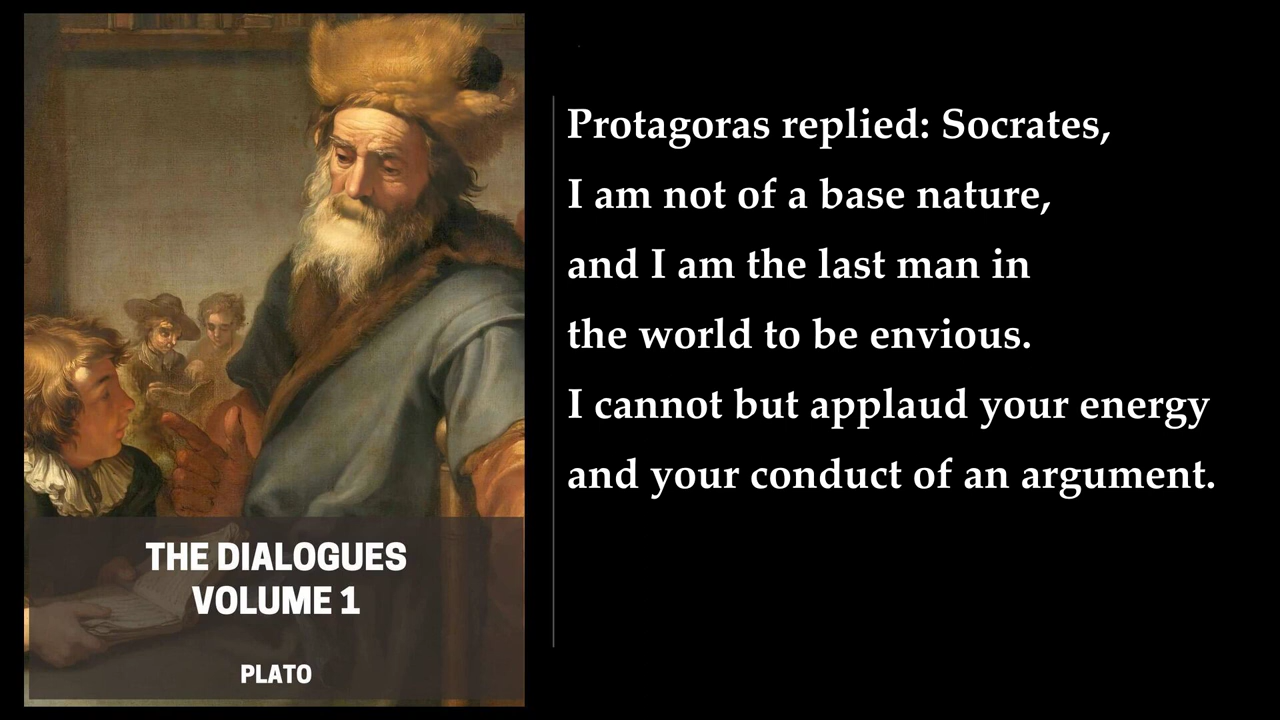 Protagoras replied: Socrates,
I am not of a base nature,
and I am the last man in
the world to be envious.
I cannot but applaud your energy
and your conduct of an argument.
THE DIALOGUES
VOLUME 1
PLATO